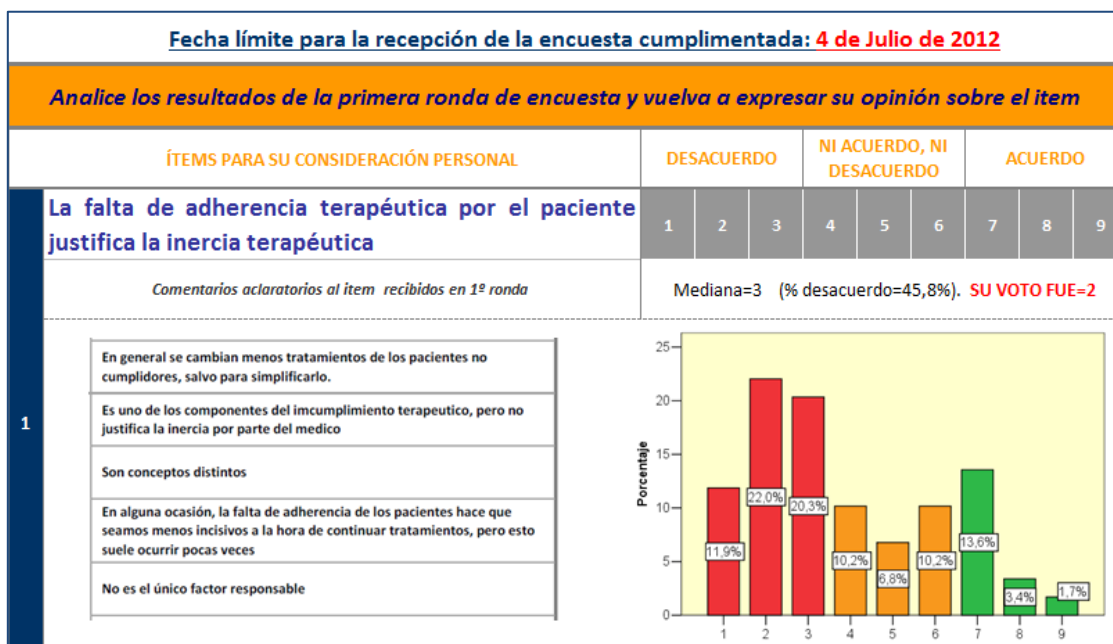 Fecha límite para la recepción de la encuesta cumplimentada: 4 de Julio de 2012
Analice los resultados de la primera ronda de encuesta y vuelva a expresar su opinión sobre el item
ÍTEMS PARA SU CONSIDERACIÓN PERSONAL
DESACUERDO
NI ACUERDO, NI
DESACUERDO
ACUERDO
La falta de adherencia terapéutica por el paciente
justifica la inercia terapéutica
1 2 3 4 5 6 7 8 9
Comentarios aclaratorios al item recibidos en 1º ronda
Mediana=3 (% desacuerdo=45,8%). SU VOTO FUE=2
1
En general se cambian menos tratamientos de los pacientes no
cumplidores, salvo para simplificarlo.
Es uno de los componentes del imcumplimiento terapeutico, pero no
justifica la inercia por parte del medico
Son conceptos distintos
En alguna ocasión, la falta de adherencia de los pacientes hace que
seamos menos incisivos a la hora de continuar tratamientos, pero esto
suele ocurrir pocas veces
No es el único factor responsable
Porcentaje
25
20
15
10
5
0
11,9%
22,0%
20,3%
10,2%
6,8%
10,2%
13,6%
3,4%
1,7%
1 2 3 4 5 6 7 8 9